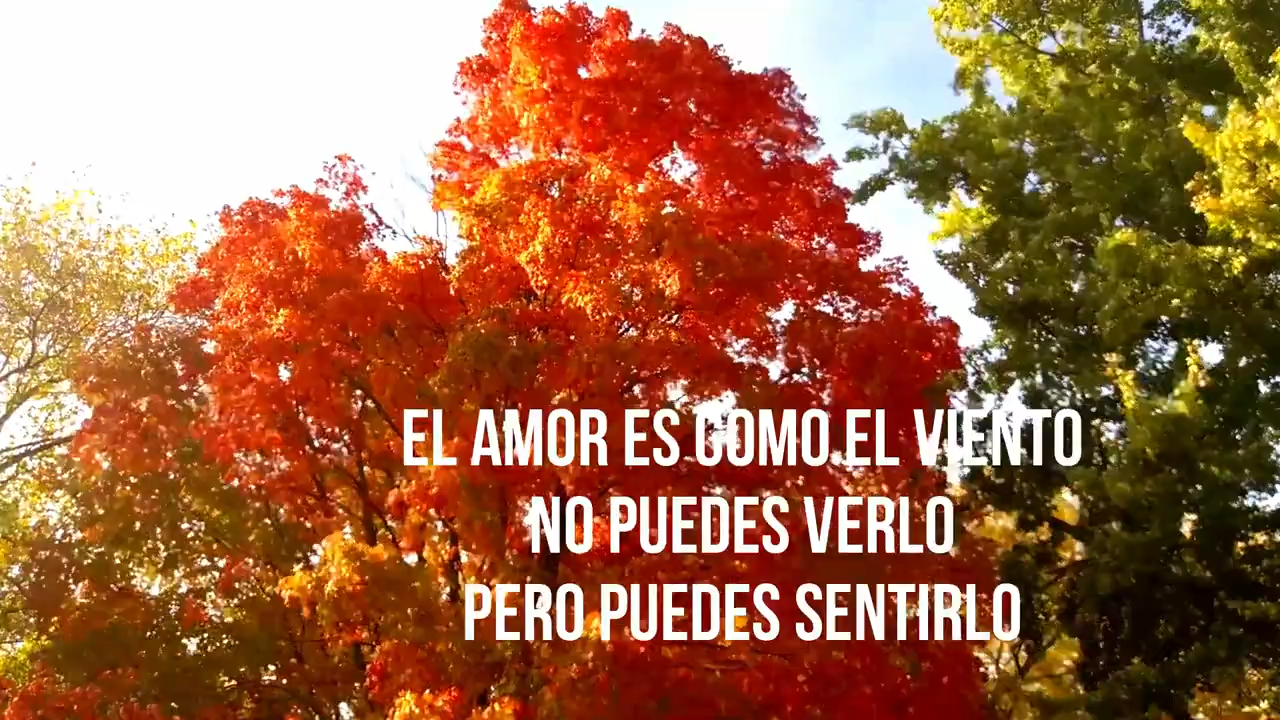 EL AMOR ES COMO EL VIENTO
NO PUEDES VERLO
PERO PUEDES SENTIRLO